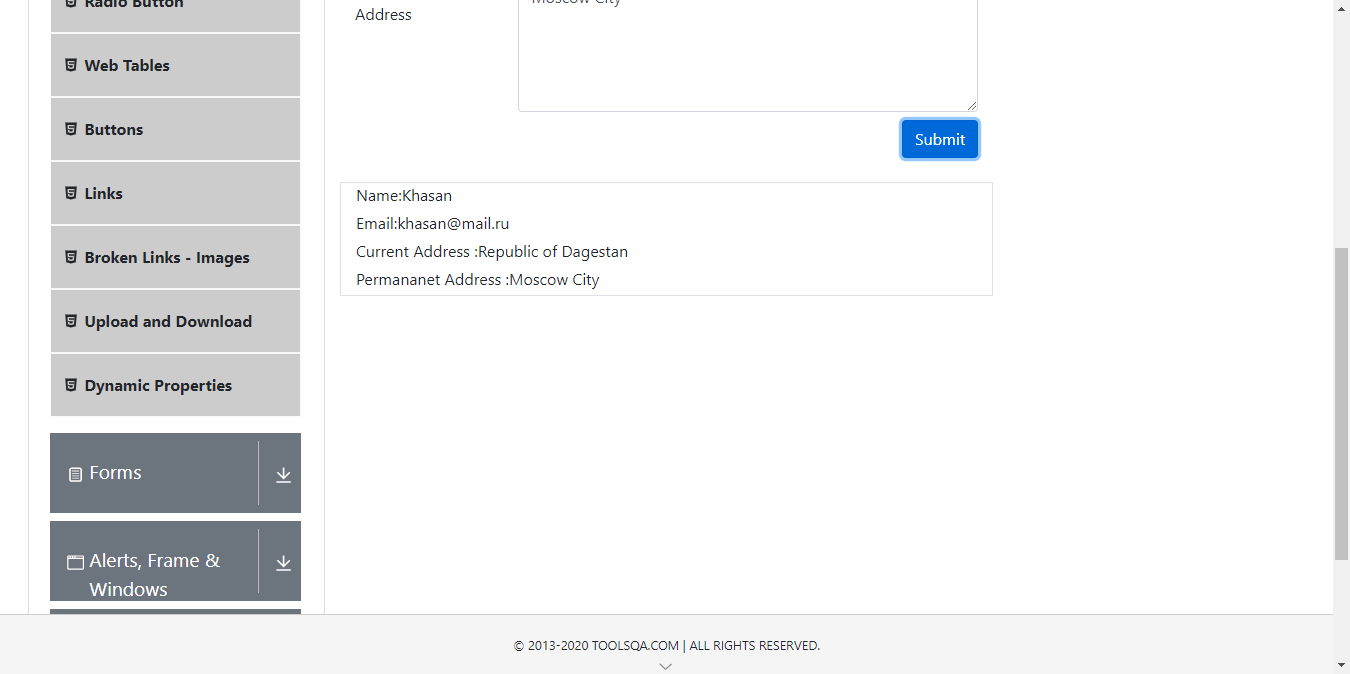 Radio Button
Web Tables
Buttons
Links
Broken Links - Images
Upload and Download
Dynamic Properties
Forms
Alerts, Frame &
Windows
Moscow City
Address
Submit
Name:Khasan
Email:khasan@mail.ru
Current Address :Republic of Dagestan
Permananet Address :Moscow City
© 2013-2020 TOOLSQA.COM | ALL RIGHTS RESERVED.